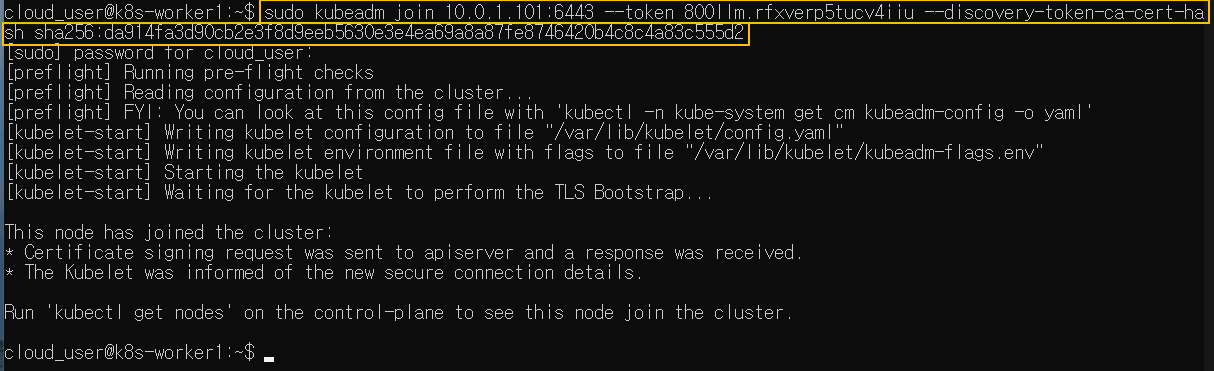 cloud_user@k8s-worker1:~$ sudo kubeadm join 10.0.1.101:6443 --token 800llm.rfxverp5tucv4iiu --discovery-token-ca-cert-ha
sh sha256:da914fa3d90cb2e3f8d9eeb5630e3e4ea69a8a87fe8746420b4c8c4a83c555d2
[sudo] password for cloud_user:
[preflight] Running pre-flight checks
[preflight] Reading configuration from the cluster...
[preflight] FYI: You can look at this config file with 'kubectl -n kube-system get cm kubeadm-config -o yaml'
[kubelet-start] Writing kubelet configuration to file "/var/lib/kubelet/config.yaml"
[kubelet-start] Writing kubelet environment file with flags to file "/var/lib/kubelet/kubeadm-flags.env"
[kubelet-start] Starting the kubelet
[kubelet-start] Waiting for the kubelet to perform the TLS Bootstrap...
This node has joined the cluster:
* Certificate signing request was sent to apiserver and a response was received.
* The Kubelet was informed of the new secure connection details.
Run 'kubectl get nodes' on the control-plane to see this node join the cluster.
cloud_user@k8s-worker1:~$